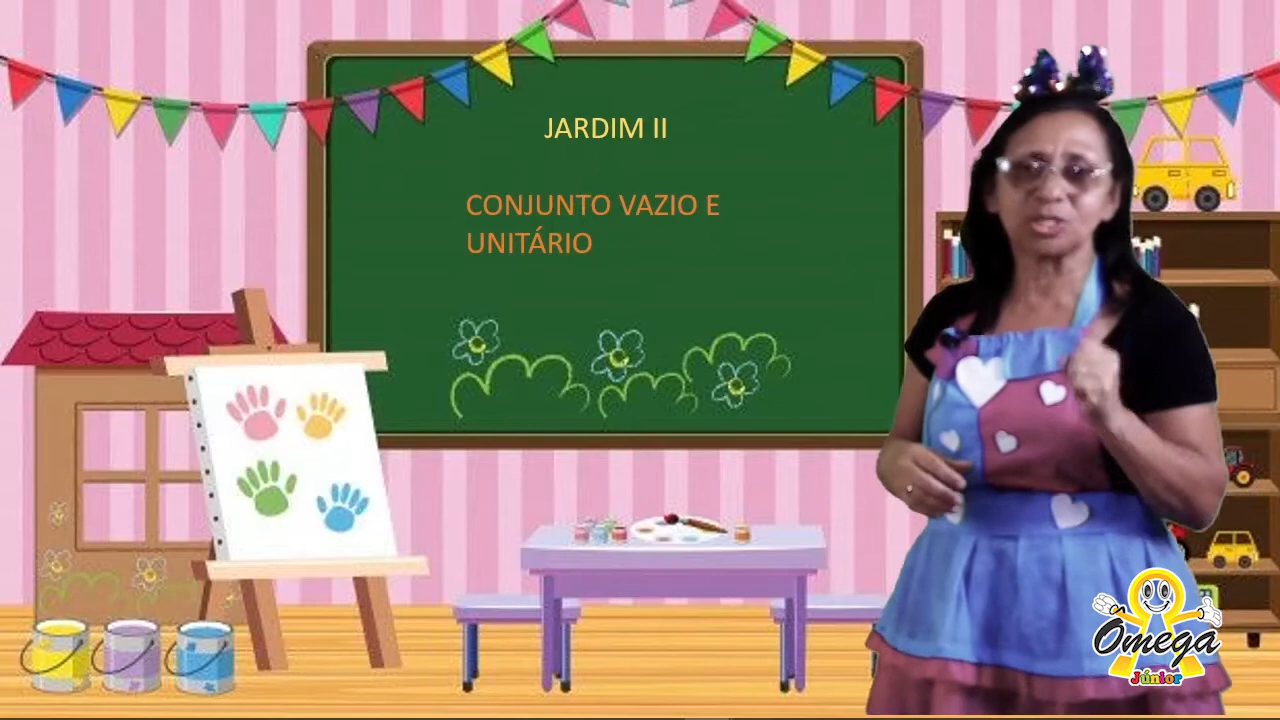 JARDIM II
CONJUNTO VAZIO E
UNITÁRIO
Ômega
Júnior